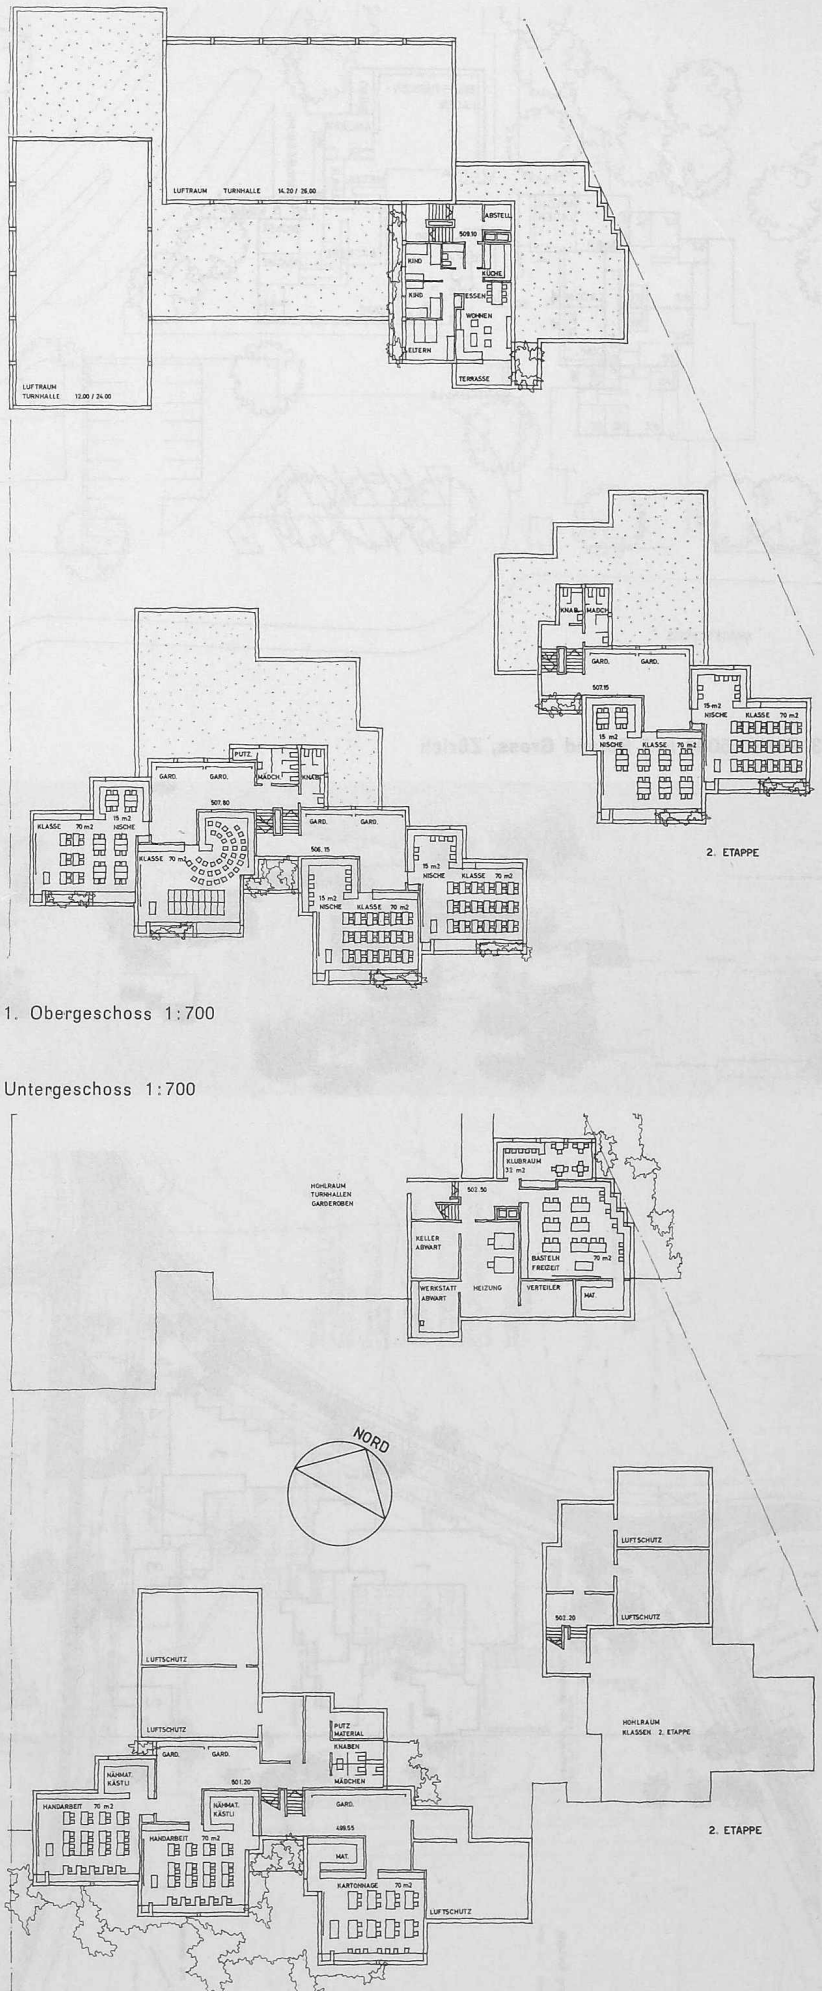 LUFTRAUM TURNHALLE 14.20 / 26.00
ABSTELL
509.10
KIND
KÜCHE
KIND
ESSEN
WOHNEN
ELTERN
TERRASSE
LUFTRAUM
TURNHALLE 12.00 / 24.00
KNAB. MÄDCH.
GARD. GARD.
507.15
15 m2
NISCHE
KLASSE 70 m2
15 m2
NISCHE
KLASSE 70 m2
2. ETAPPE
PUTZ.
GARD. GARD.
MÄDCH.
KNAB.
507.80
15 m2
NISCHE
KLASSE 70 m2
KLASSE 70 m2
GARD. GARD.
506.15
15 m2
NISCHE
KLASSE 70 m2
15 m2
NISCHE
KLASSE 70 m2
1. Obergeschoss 1:700
Untergeschoss 1:700
HOHLRAUM
TURNHALLEN
GARDEROBEN
KLUBRAUM
32 m2
502.50
KELLER
ABWART
BASTELN 70 m2
FREIZEIT
WERKSTATT
ABWART
HEIZUNG
VERTEILER
MAT.
NORD
LUFTSCHUTZ
LUFTSCHUTZ
502.20
HOHLRAUM
KLASSEN 2. ETAPPE
2. ETAPPE
LUFTSCHUTZ
LUFTSCHUTZ
PUTZ
MATERIAL
KNABEN
MÄDCHEN
GARD. GARD.
501.20
NÄHMAT.
KÄSTLI
HANDARBEIT 70 m2
NÄHMAT.
KÄSTLI
HANDARBEIT 70 m2
GARD.
499.55
MAT.
KARTONNAGE 70 m2
LUFTSCHUTZ